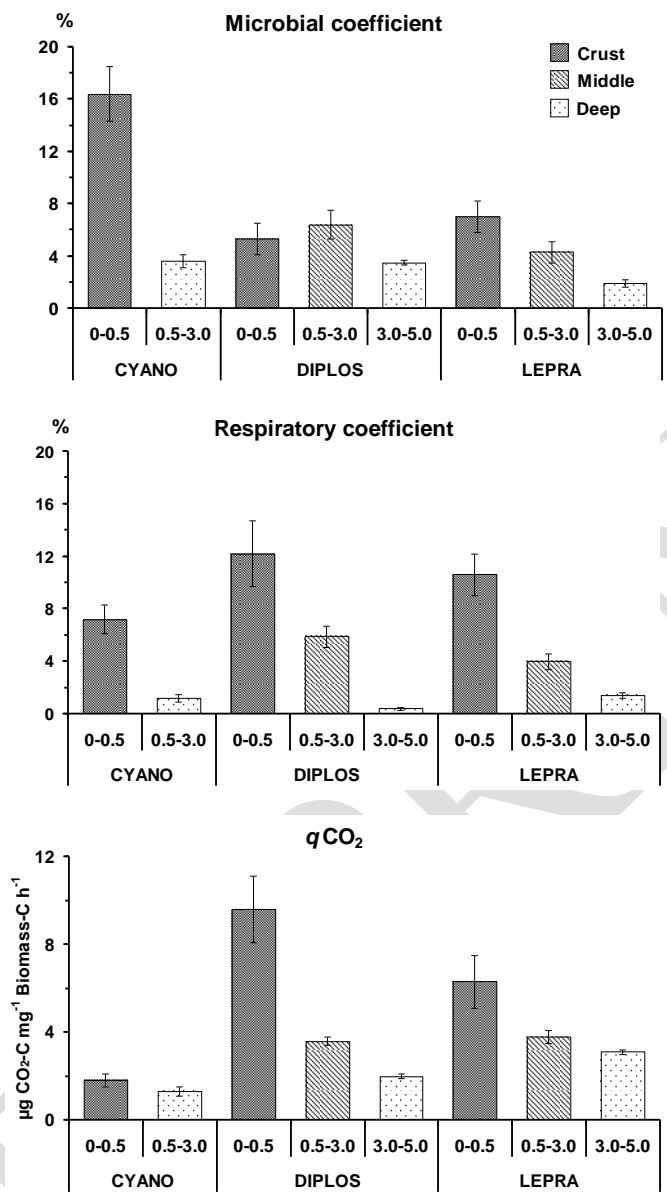 Microbial coefficient
%
20
16
12
8
4
0
Crust
Middle
Deep
0-0.5 0.5-3.0 0-0.5 0.5-3.0 3.0-5.0 0-0.5 0.5-3.0 3.0-5.0
CYANO DIPLOS LEPRA
Respiratory coefficient
%
20
16
12
8
4
0
0-0.5 0.5-3.0 0-0.5 0.5-3.0 3.0-5.0 0-0.5 0.5-3.0 3.0-5.0
CYANO DIPLOS LEPRA
qCO₂
µg CO₂-C mg⁻¹ Biomass-C h⁻¹
12
8
4
0
0-0.5 0.5-3.0 0-0.5 0.5-3.0 3.0-5.0 0-0.5 0.5-3.0 3.0-5.0
CYANO DIPLOS LEPRA